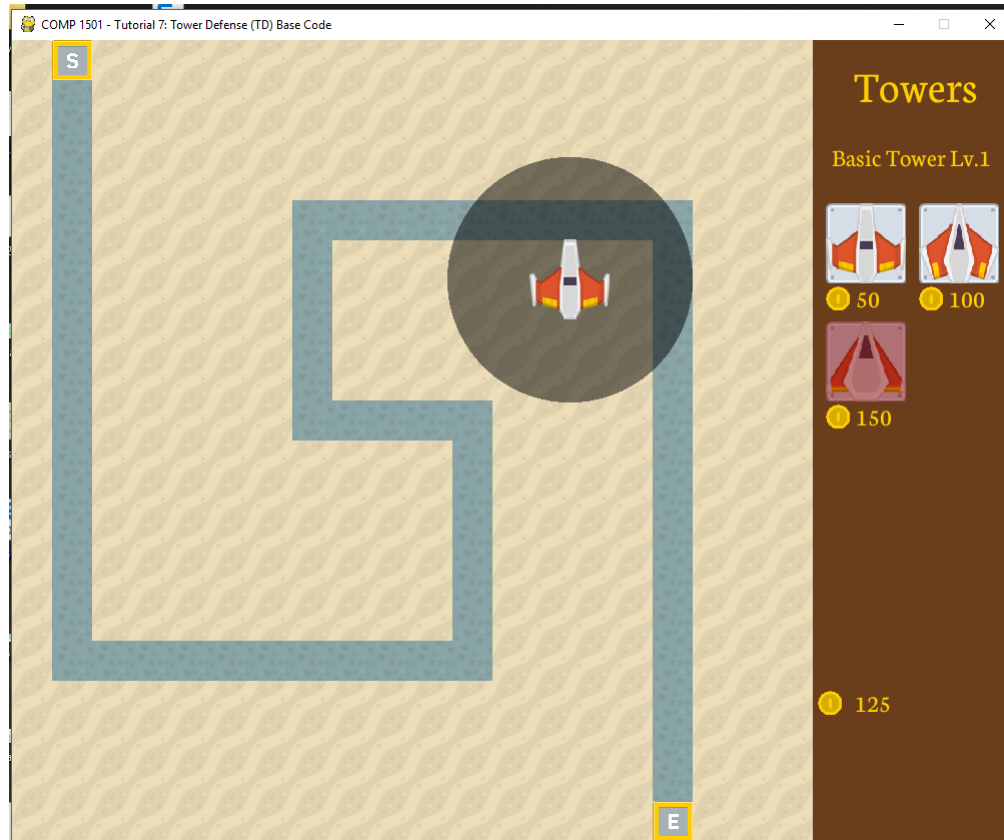 COMP 1501 - Tutorial 7: Tower Defense (TD) Base Code
S
Towers
Basic Tower Lv.1
50
100
150
125
E